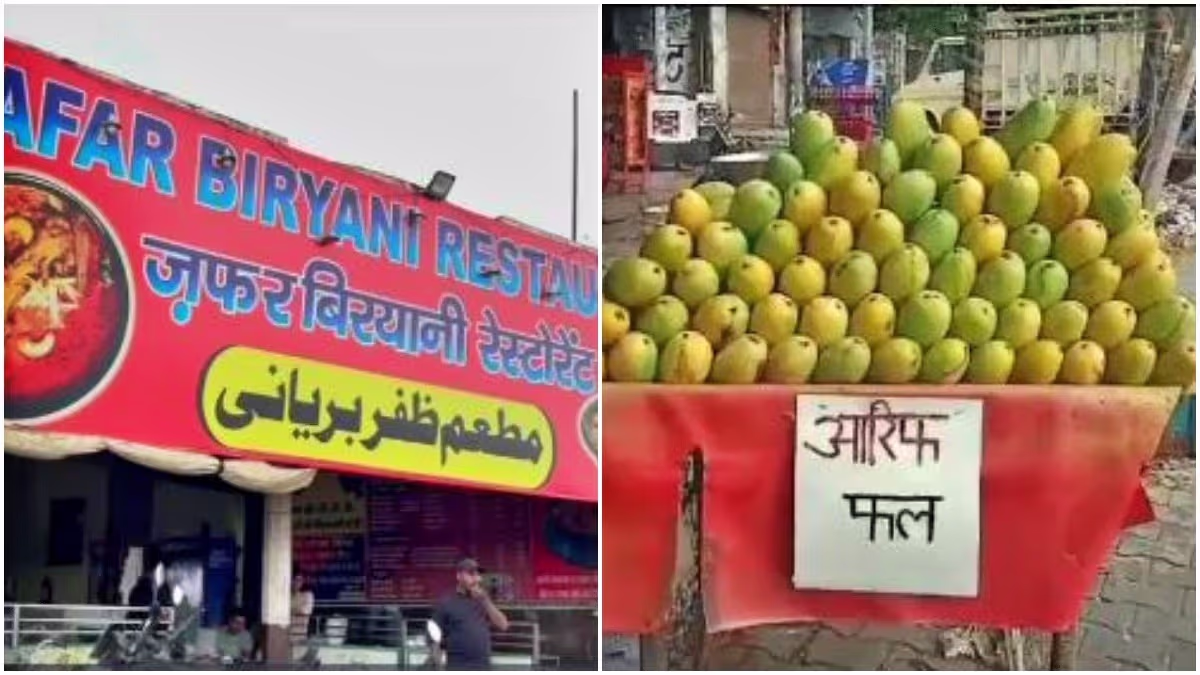 AFAR BIRYANI RESTAU
ज़फर बिरयानी रेस्टोरेंट
مطعم ظفر بریانی
आरिफ
फल